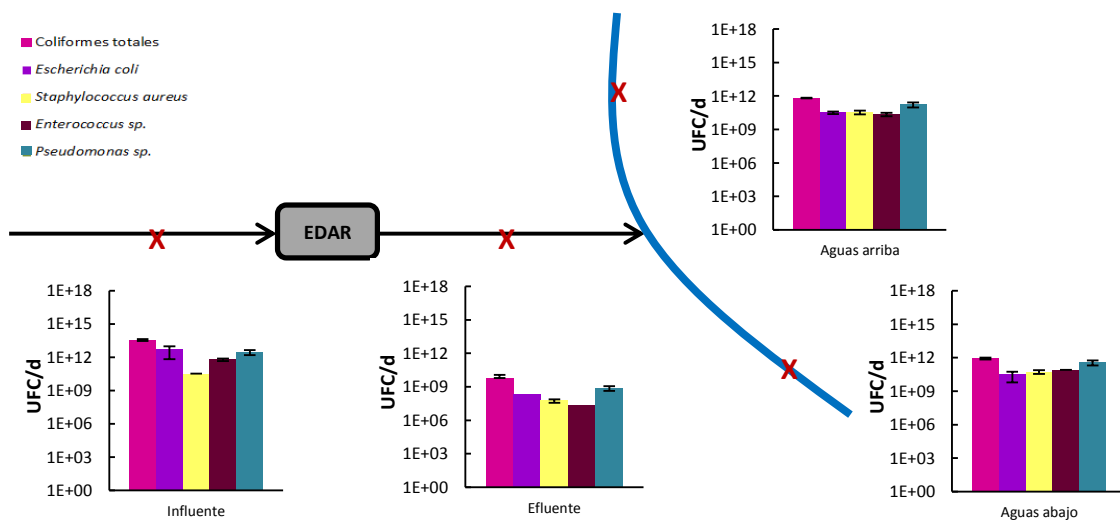 Coliformes totales
Escherichia coli
Staphylococcus aureus
Enterococcus sp.
Pseudomonas sp.
UFC/d
1E+18
1E+15
1E+12
1E+09
1E+06
1E+03
1E+00
Aguas arriba
X
X
EDAR
X
X
UFC/d
1E+18
1E+15
1E+12
1E+09
1E+06
1E+03
1E+00
Influente
UFC/d
1E+18
1E+15
1E+12
1E+09
1E+06
1E+03
1E+00
Efluente
UFC/d
1E+18
1E+15
1E+12
1E+09
1E+06
1E+03
1E+00
Aguas abajo